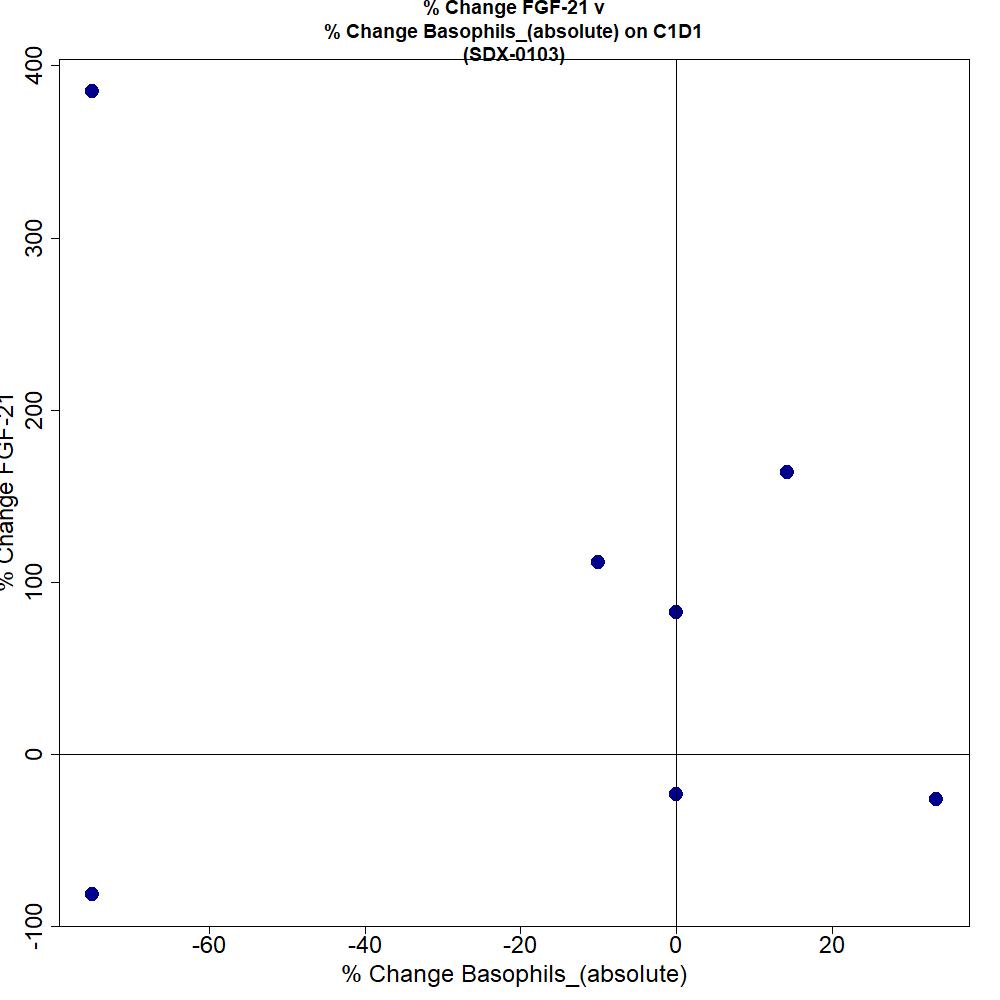 % Change FGF-21 v
% Change Basophils_(absolute) on C1D1
(SDX-0103)
400
300
200
100
0
-100
% Change FGF-21
-60
-40
-20
0
20
% Change Basophils_(absolute)